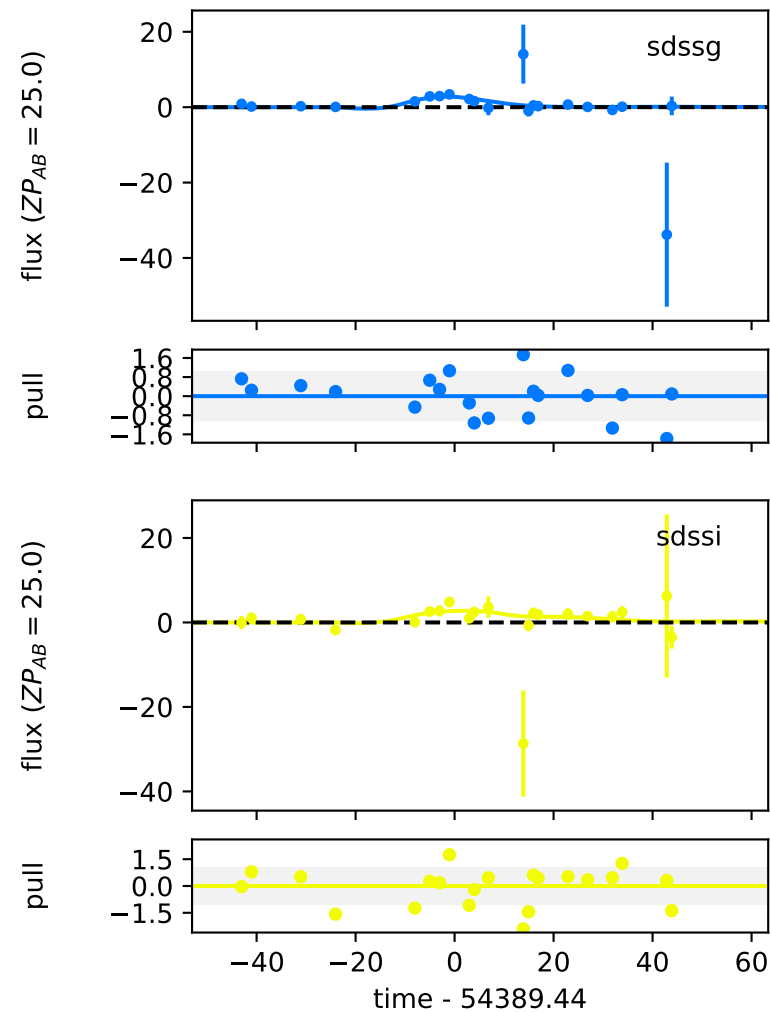 20
sdssg
0
−20
−40
flux (ZP_AB = 25.0)
1.6
0.8
0.0
−0.8
−1.6
pull
20
sdssi
0
−20
−40
flux (ZP_AB = 25.0)
1.5
0.0
−1.5
pull
−40 −20 0 20 40 60
time - 54389.44